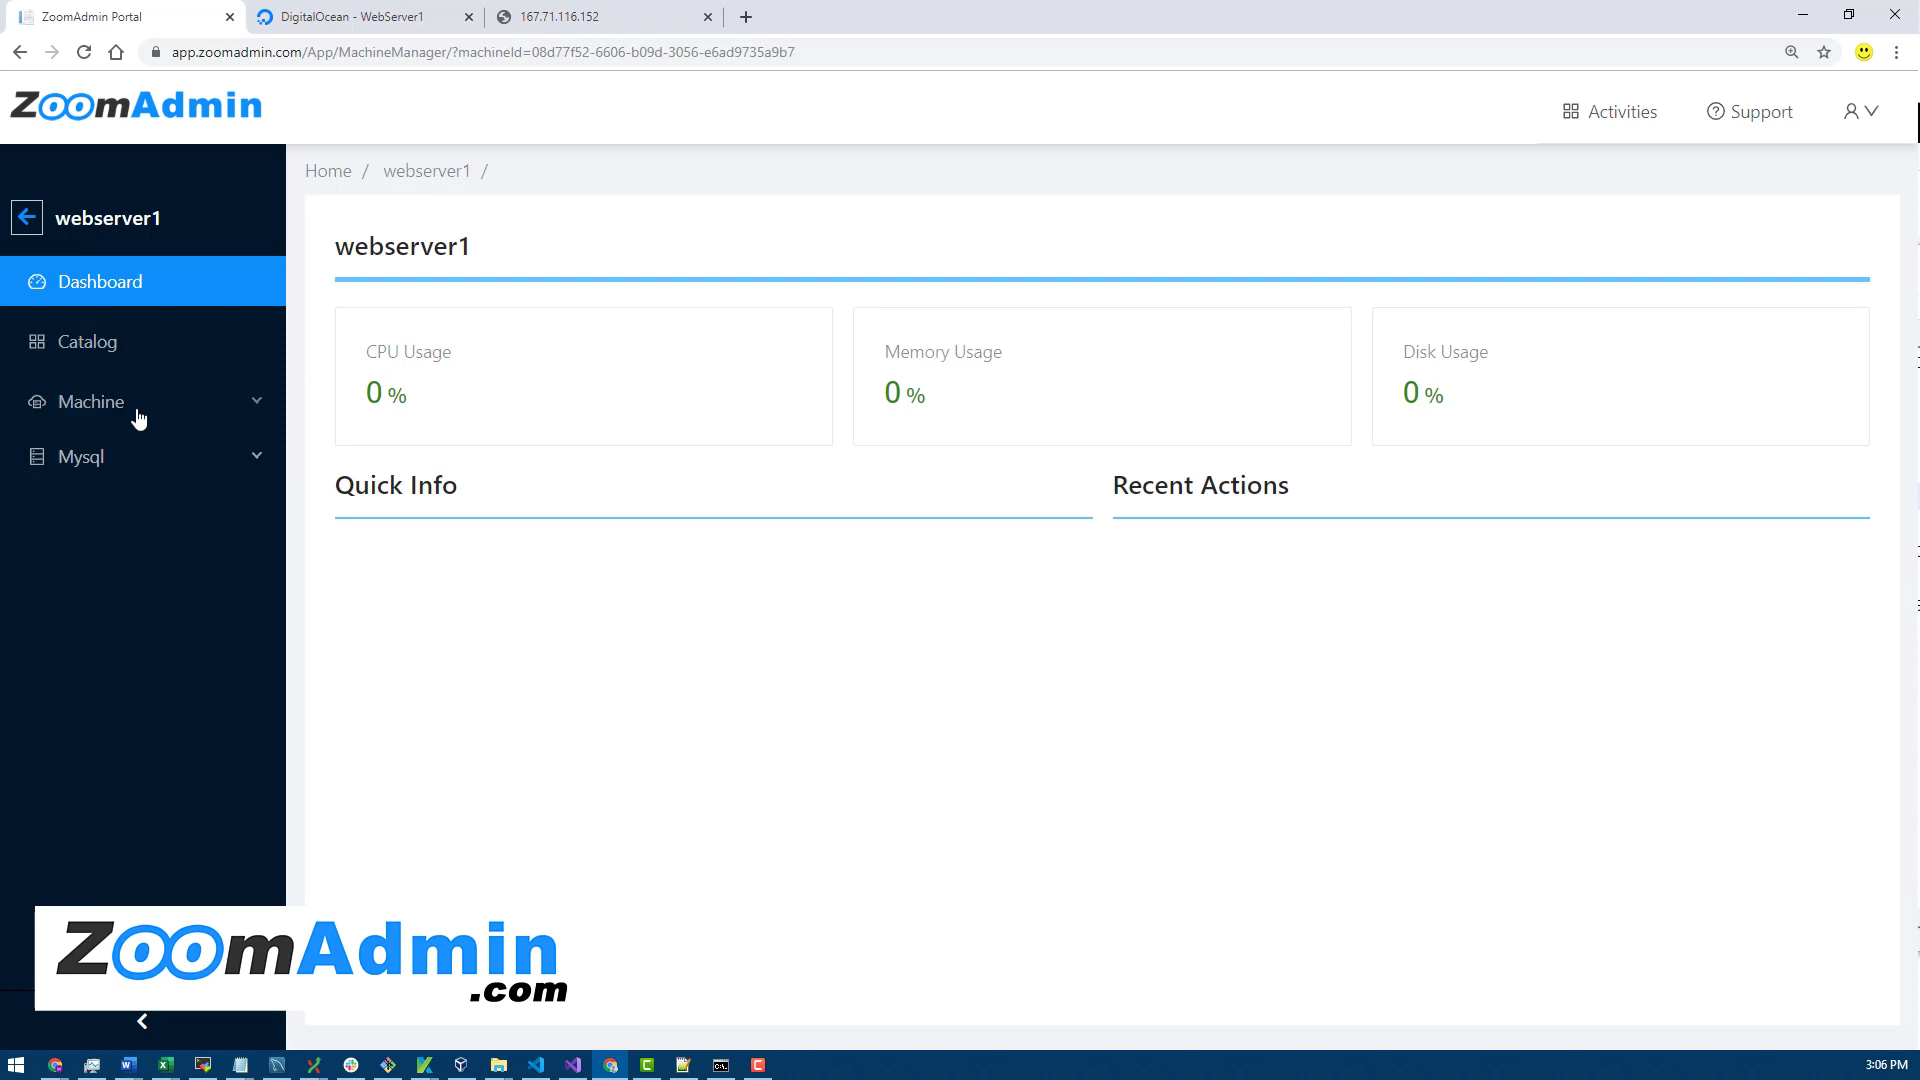 ZoomAdmin Portal
DigitalOcean - WebServer1
167.71.116.152
app.zoomadmin.com/App/MachineManager/?machineId=08d77f52-6606-b09d-3056-e6ad9735a9b7
ZoomAdmin
Activities
Support
Home / webserver1 /
webserver1
Dashboard
Catalog
Machine
Mysql
webserver1
CPU Usage
0 %
Memory Usage
0 %
Disk Usage
0 %
Quick Info
Recent Actions
ZoomAdmin
.com
3:06 PM